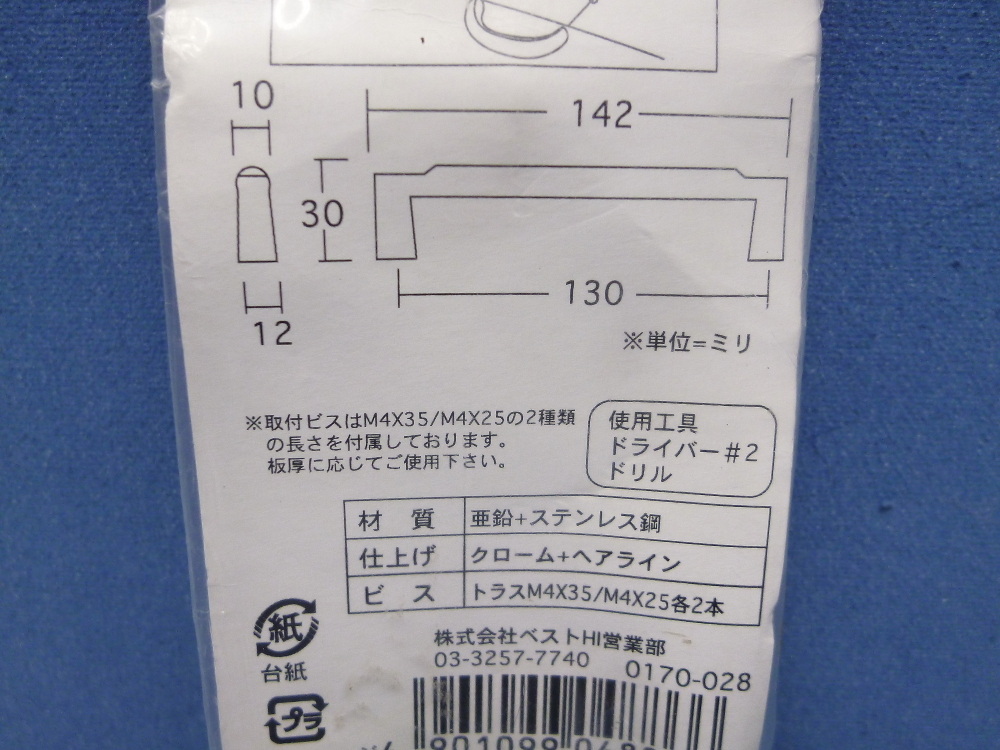 10
142
30
130
12
※単位=ミリ
※取付ビスはM4X35/M4X25の2種類
の長さを付属しております。
板厚に応じてご使用下さい。
使用工具
ドライバー#2
ドリル
材 質 亜鉛+ステンレス鋼
仕上げ クローム+ヘアライン
ビ ス トラスM4X35/M4X25各2本
紙
台紙
プラ
株式会社ベストHI営業部
03-3257-7740
0170-028